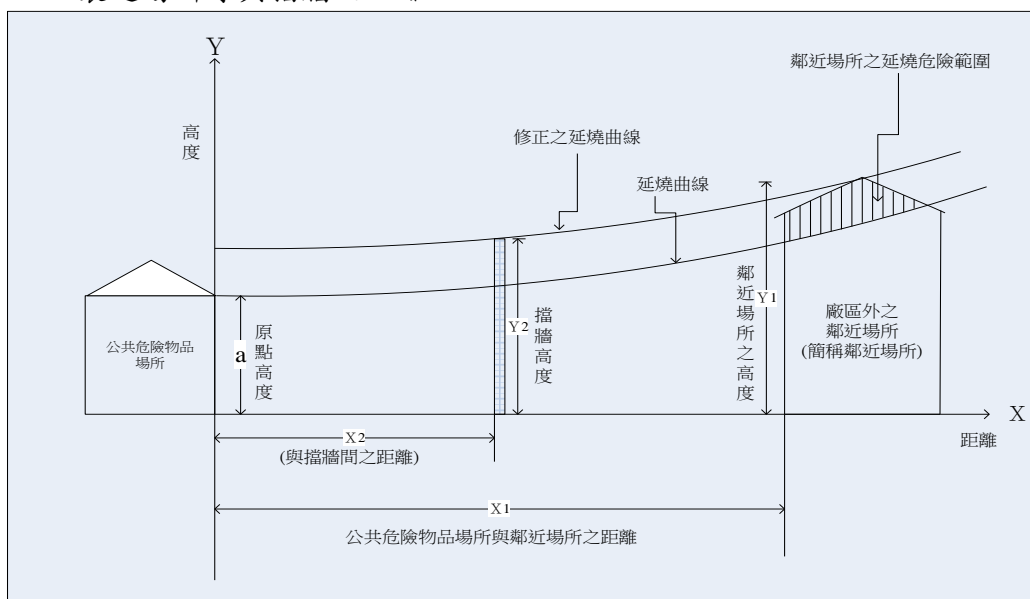 Y
鄰近場所之延燒危險範圍
高度
修正之延燒曲線
延燒曲線
公共危險物品
場所
a
原點高度
Y2
擋牆高度
鄰近場所之高度
Y1
廠區外之
鄰近場所
(簡稱鄰近場所)
X
距離
X2
(與擋牆間之距離)
X1
公共危險物品場所與鄰近場所之距離